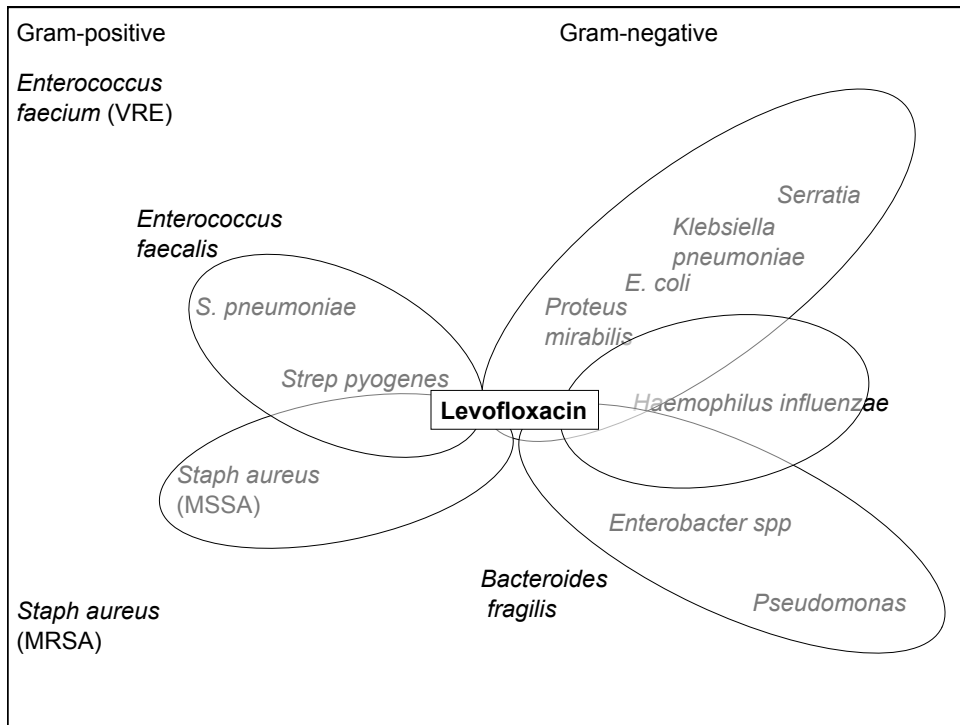 Gram-positive
Gram-negative
Enterococcus
faecium (VRE)
Serratia
Enterococcus
faecalis
Klebsiella
pneumoniae
E. coli
S. pneumoniae
Proteus
mirabilis
Strep pyogenes
Levofloxacin
Haemophilus influenzae
Staph aureus
(MSSA)
Enterobacter spp
Bacteroides
fragilis
Pseudomonas
Staph aureus
(MRSA)